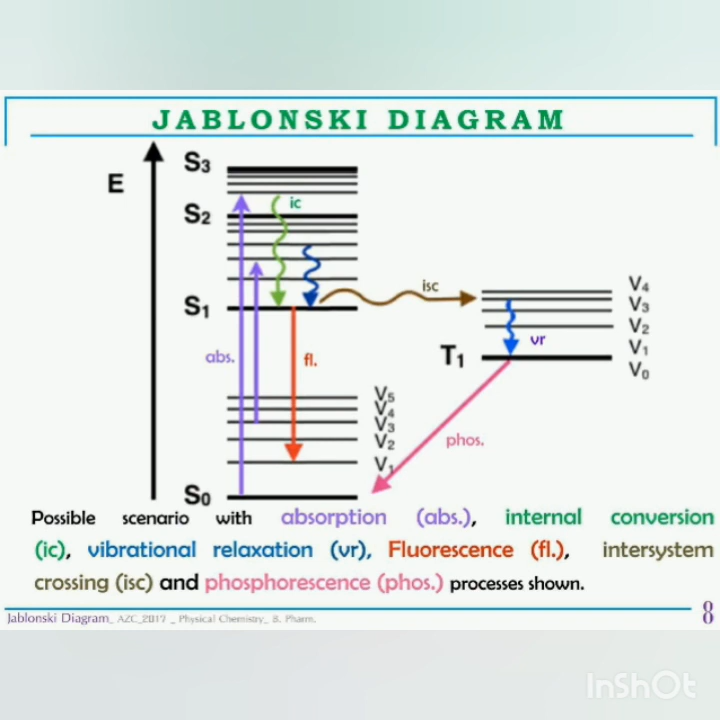 JABLONSKI DIAGRAM
E
S3
S2
S1
S0
ic
isc
abs.
fl.
V5
V4
V3
V2
V1
T1
vr
V4
V3
V2
V1
V0
phos.
Possible scenario with absorption (abs.), internal conversion
(ic), vibrational relaxation (vr), Fluorescence (fl.), intersystem
crossing (isc) and phosphorescence (phos.) processes shown.
Jablonski Diagram_ AZC_2017 _ Physical Chemistry_ B. Pharm.
8
InShOt